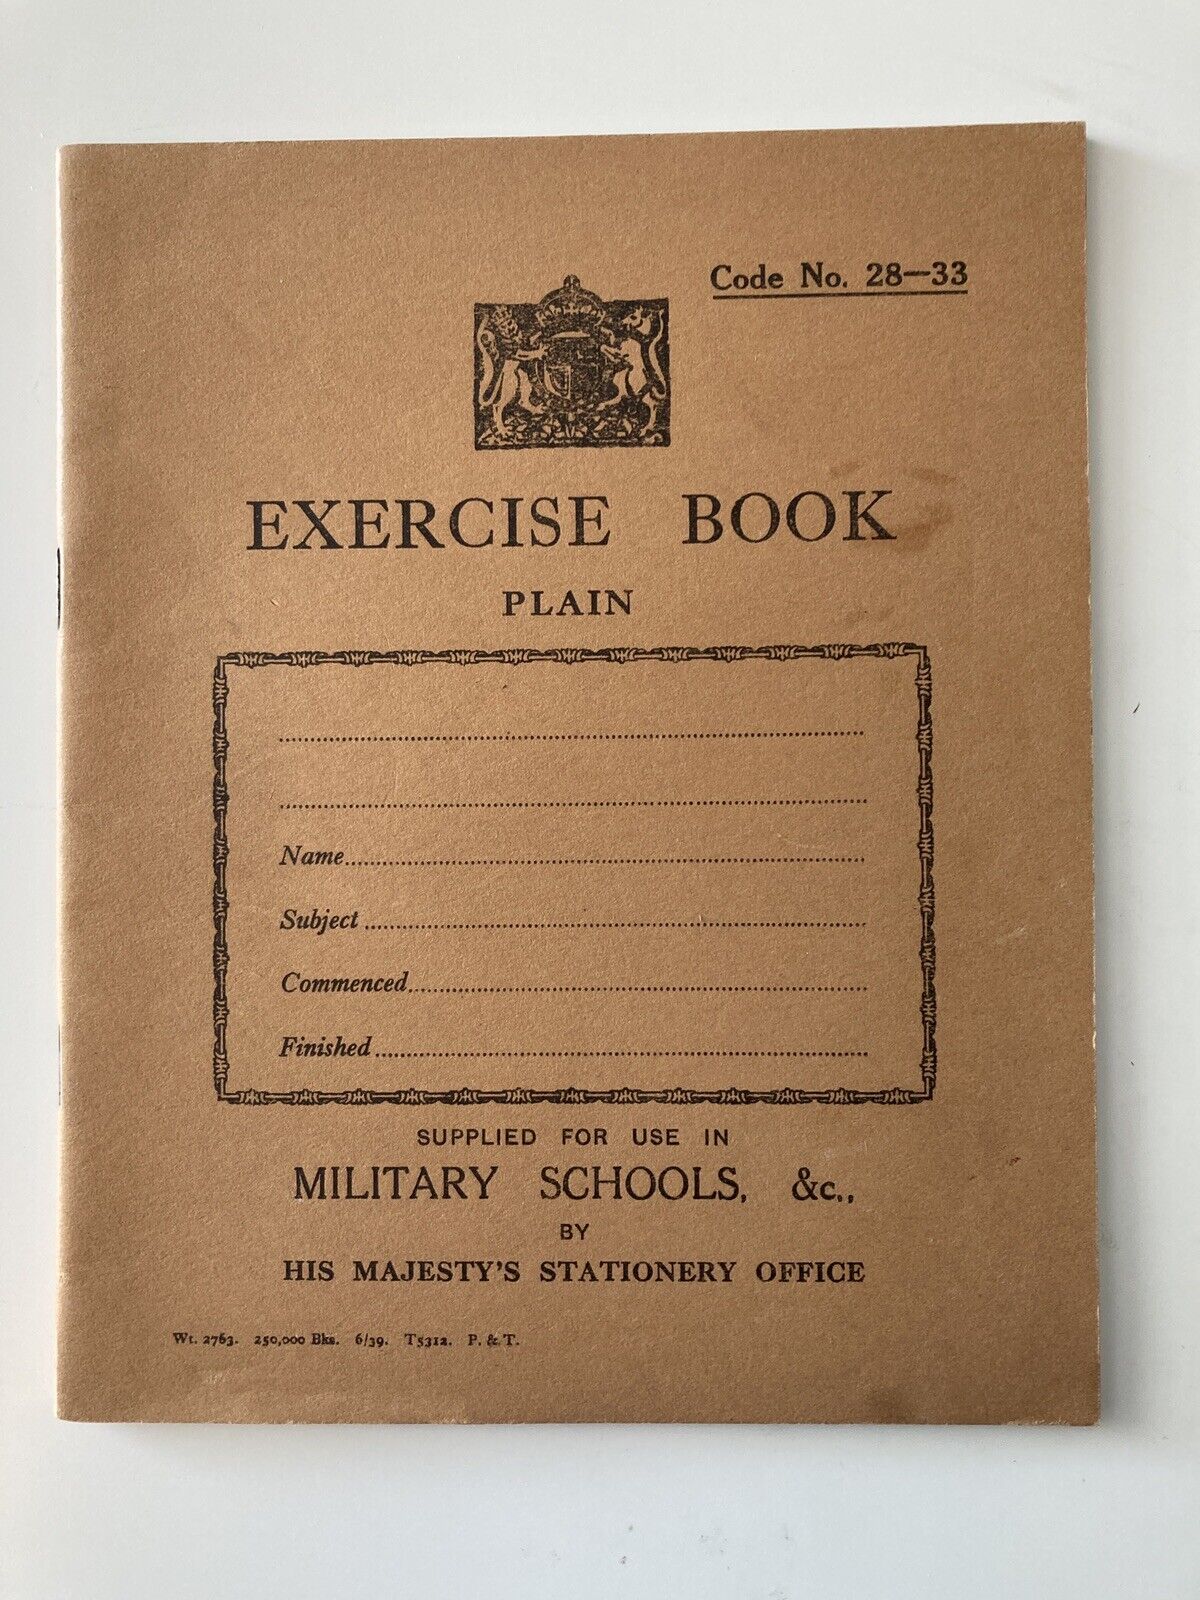 Code No. 28—33
EXERCISE BOOK
PLAIN
Name
Subject
Commenced
Finished
SUPPLIED FOR USE IN
MILITARY SCHOOLS, &c.,
BY
HIS MAJESTY'S STATIONERY OFFICE
Wt. 2763. 250,000 Bks. 6/39. T5312. P. & T.